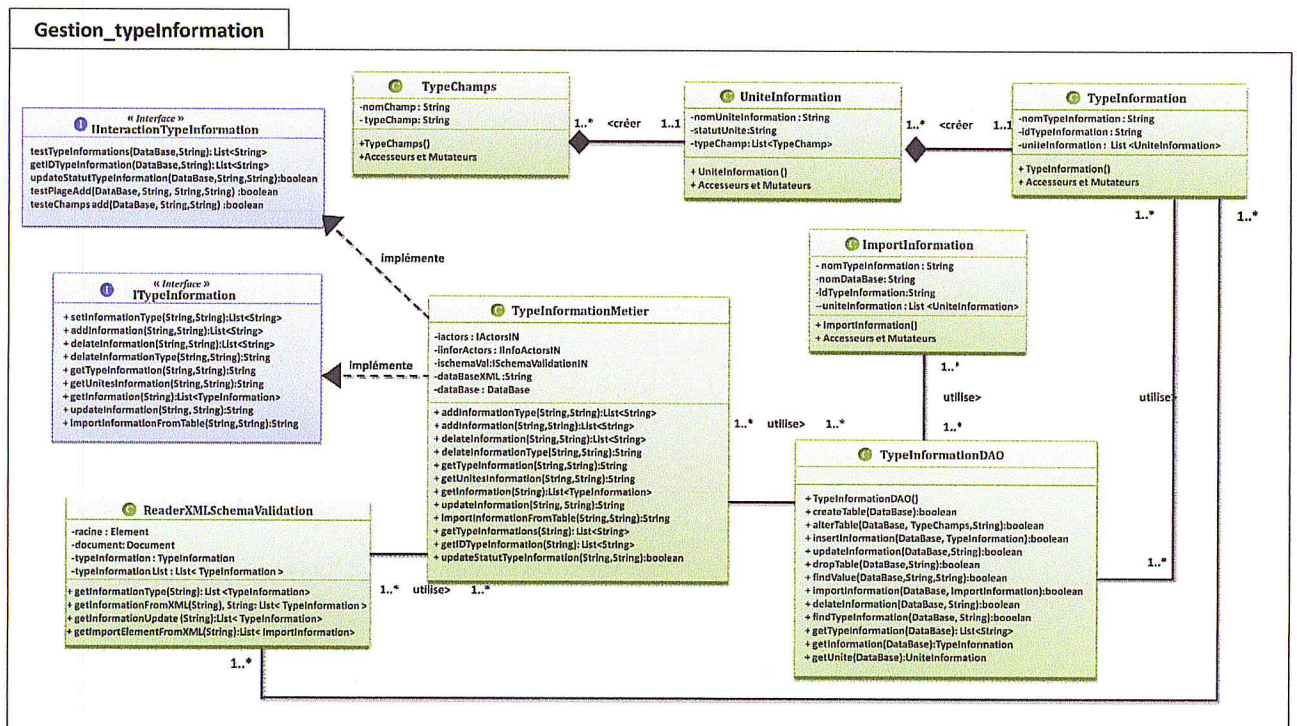 Gestion_typeInformation
C TypeChamps
-nomChamp : String
- typeChamp: String
+TypeChamps()
+Accesseurs et Mutateurs
1..* <créer 1..1
C UniteInformation
-nomUniteInformation : String
-statutUnite:String
-typeChamp:List<TypeChamp>
+ UniteInformation ()
+ Accesseurs et Mutateurs
1..* <créer 1..1
C TypeInformation
-nomTypeInformation : String
-idTypeInformation : String
-uniteInformation : List <UniteInformation>
+ TypeInformation()
+ Accesseurs et Mutateurs
1..*
1..*
« Interface »
I IInteractionTypeInformation
testTypeInformations(DataBase,String): List<String>
getIDTypeInformation(DataBase,String): List<String>
updateStatutTypeInformation(DataBase,String,String):boolean
testPlageAdd(DataBase, String, String,String) :boolean
testeChamps add(DataBase, String,String) :boolean
implémente
« Interface »
I ITypeInformation
+ setInformationType(String,String):List<String>
+ addInformation(String,String):List<String>
+ delateInformation(String,String):List<String>
+ delateInformationType(String,String):String
+ getTypeInformation(String,String):String
+ getUnitesInformation(String,String):String
+ getInformation(String):List<TypeInformation>
+ updateInformation(String, String):String
+ ImportInformationFromTable(String,String):String
implémente
C TypeInformationMetier
-iactors : IActorsIN
-iinforActors : IInfoActorsIN
-ischemaVal:ISchemaValidationIN
-dataBaseXML :String
-dataBase : DataBase
+ addInformationType(String,String):List<String>
+ addInformation(String,String):List<String>
+ delateInformation(String,String):List<String>
+ delateInformationType(String,String):String
+ getTypeInformation(String,String):String
+ getUnitesInformation(String,String):String
+ getInformation(String):List<TypeInformation>
+ updateInformation(String, String):String
+ ImportInformationFromTable(String,String):String
+ getTypeInformations(String): List<String>
+ getIDTypeInformation(String): List<String>
+ updateStatutTypeInformation(String,String):boolean
C ImportInformation
- nomTypeInformation : String
- nomDataBase: String
-idTypeInformation:String
--uniteInformation : List <UniteInformation>
+ ImportInformation()
+ Accesseurs et Mutateurs
1..*
utilise>
1..*
utilise>
1..* utilise> 1..*
C TypeInformationDAO
+ TypeInformationDAO()
+ createTable(DataBase):boolean
+ alterTable(DataBase, TypeChamps,String):boolean
+ insertInformation(DataBase, TypeInformation):boolean
+ updateInformation(DataBase,String):boolean
+ dropTable(DataBase,String):boolean
+ findValue(DataBase,String,String):boolean
+ importInformation(DataBase, ImportInformation):boolean
+ delateInformation(DataBase, String):boolean
+ findTypeInformation(DataBase, String):booelan
+ getTypeInformation(DataBase): List<String>
+ getInformation(DataBase):TypeInformation
+ getUnite(DataBase):UniteInformation
1..*
C ReaderXMLSchemaValidation
-racine : Element
-document: Document
-typeInformation : TypeInformation
-typeInformation List : List< TypeInformation >
+ getInformationType(String): List <TypeInformation>
+ getInformationFromXML(String), String: List< TypeInformation >
+ getInformationUpdate (String):List< TypeInformation>
+ getImportElementFromXML(String):List< ImportInformation>
1..* utilise> 1..*
1..*